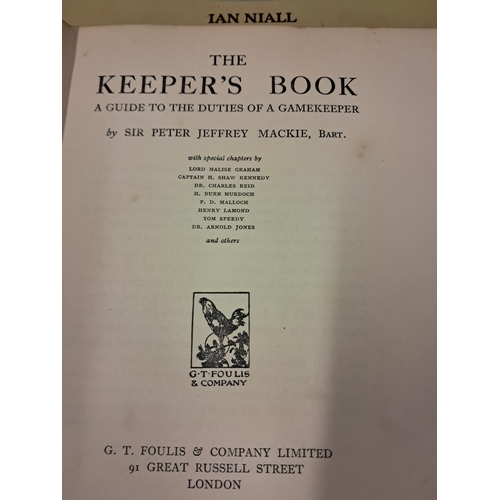 IAN NIALL
THE
KEEPER'S BOOK
A GUIDE TO THE DUTIES OF A GAMEKEEPER
by SIR PETER JEFFREY MACKIE, BART.
with special chapters by
LORD MALISE GRAHAM
CAPTAIN H. SHAW KENNEDY
DR. CHARLES REID
H. BURN MURDOCH
P. D. MALLOCH
HENRY LAMOND
TOM SPEEDY
DR. ARNOLD JONES
and others
G·T·FOULIS
& COMPANY
G. T. FOULIS & COMPANY LIMITED
91 GREAT RUSSELL STREET
LONDON